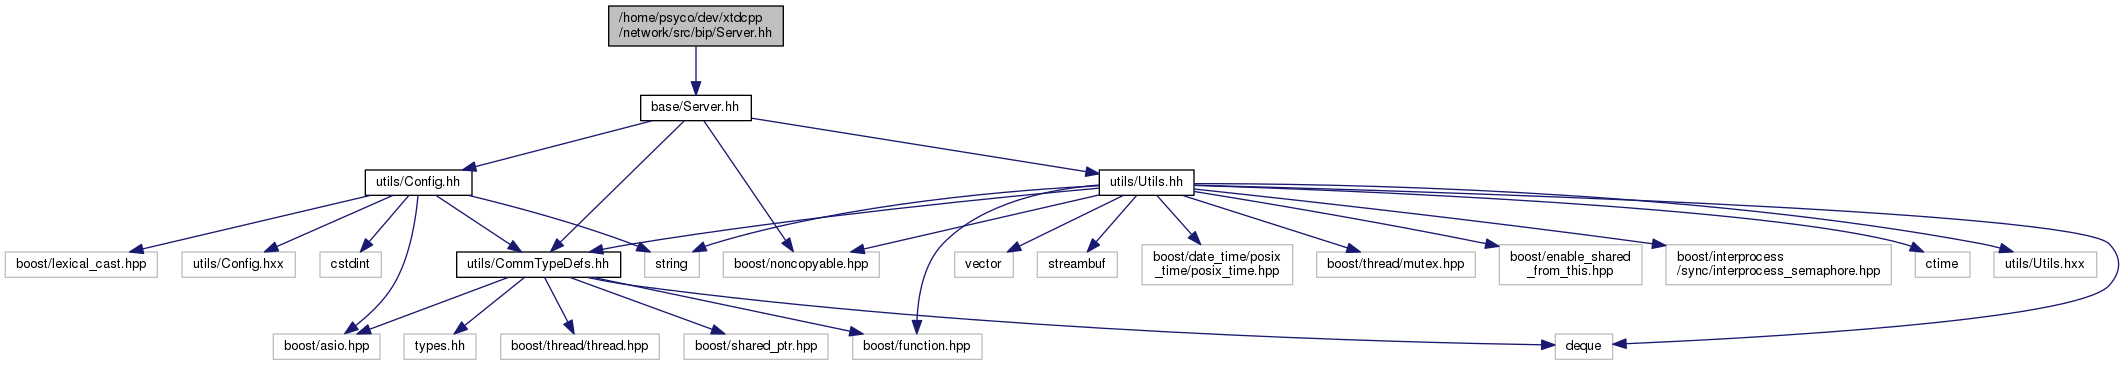 /home/psyco/dev/xtdcpp
/network/src/bip/Server.hh
base/Server.hh
utils/Config.hh
utils/Utils.hh
boost/lexical_cast.hpp
utils/Config.hxx
cstdint
utils/CommTypeDefs.hh
string
boost/noncopyable.hpp
vector
streambuf
boost/date_time/posix
_time/posix_time.hpp
boost/thread/mutex.hpp
boost/enable_shared
_from_this.hpp
boost/interprocess
/sync/interprocess_semaphore.hpp
ctime
utils/Utils.hxx
boost/asio.hpp
types.hh
boost/thread/thread.hpp
boost/shared_ptr.hpp
boost/function.hpp
deque